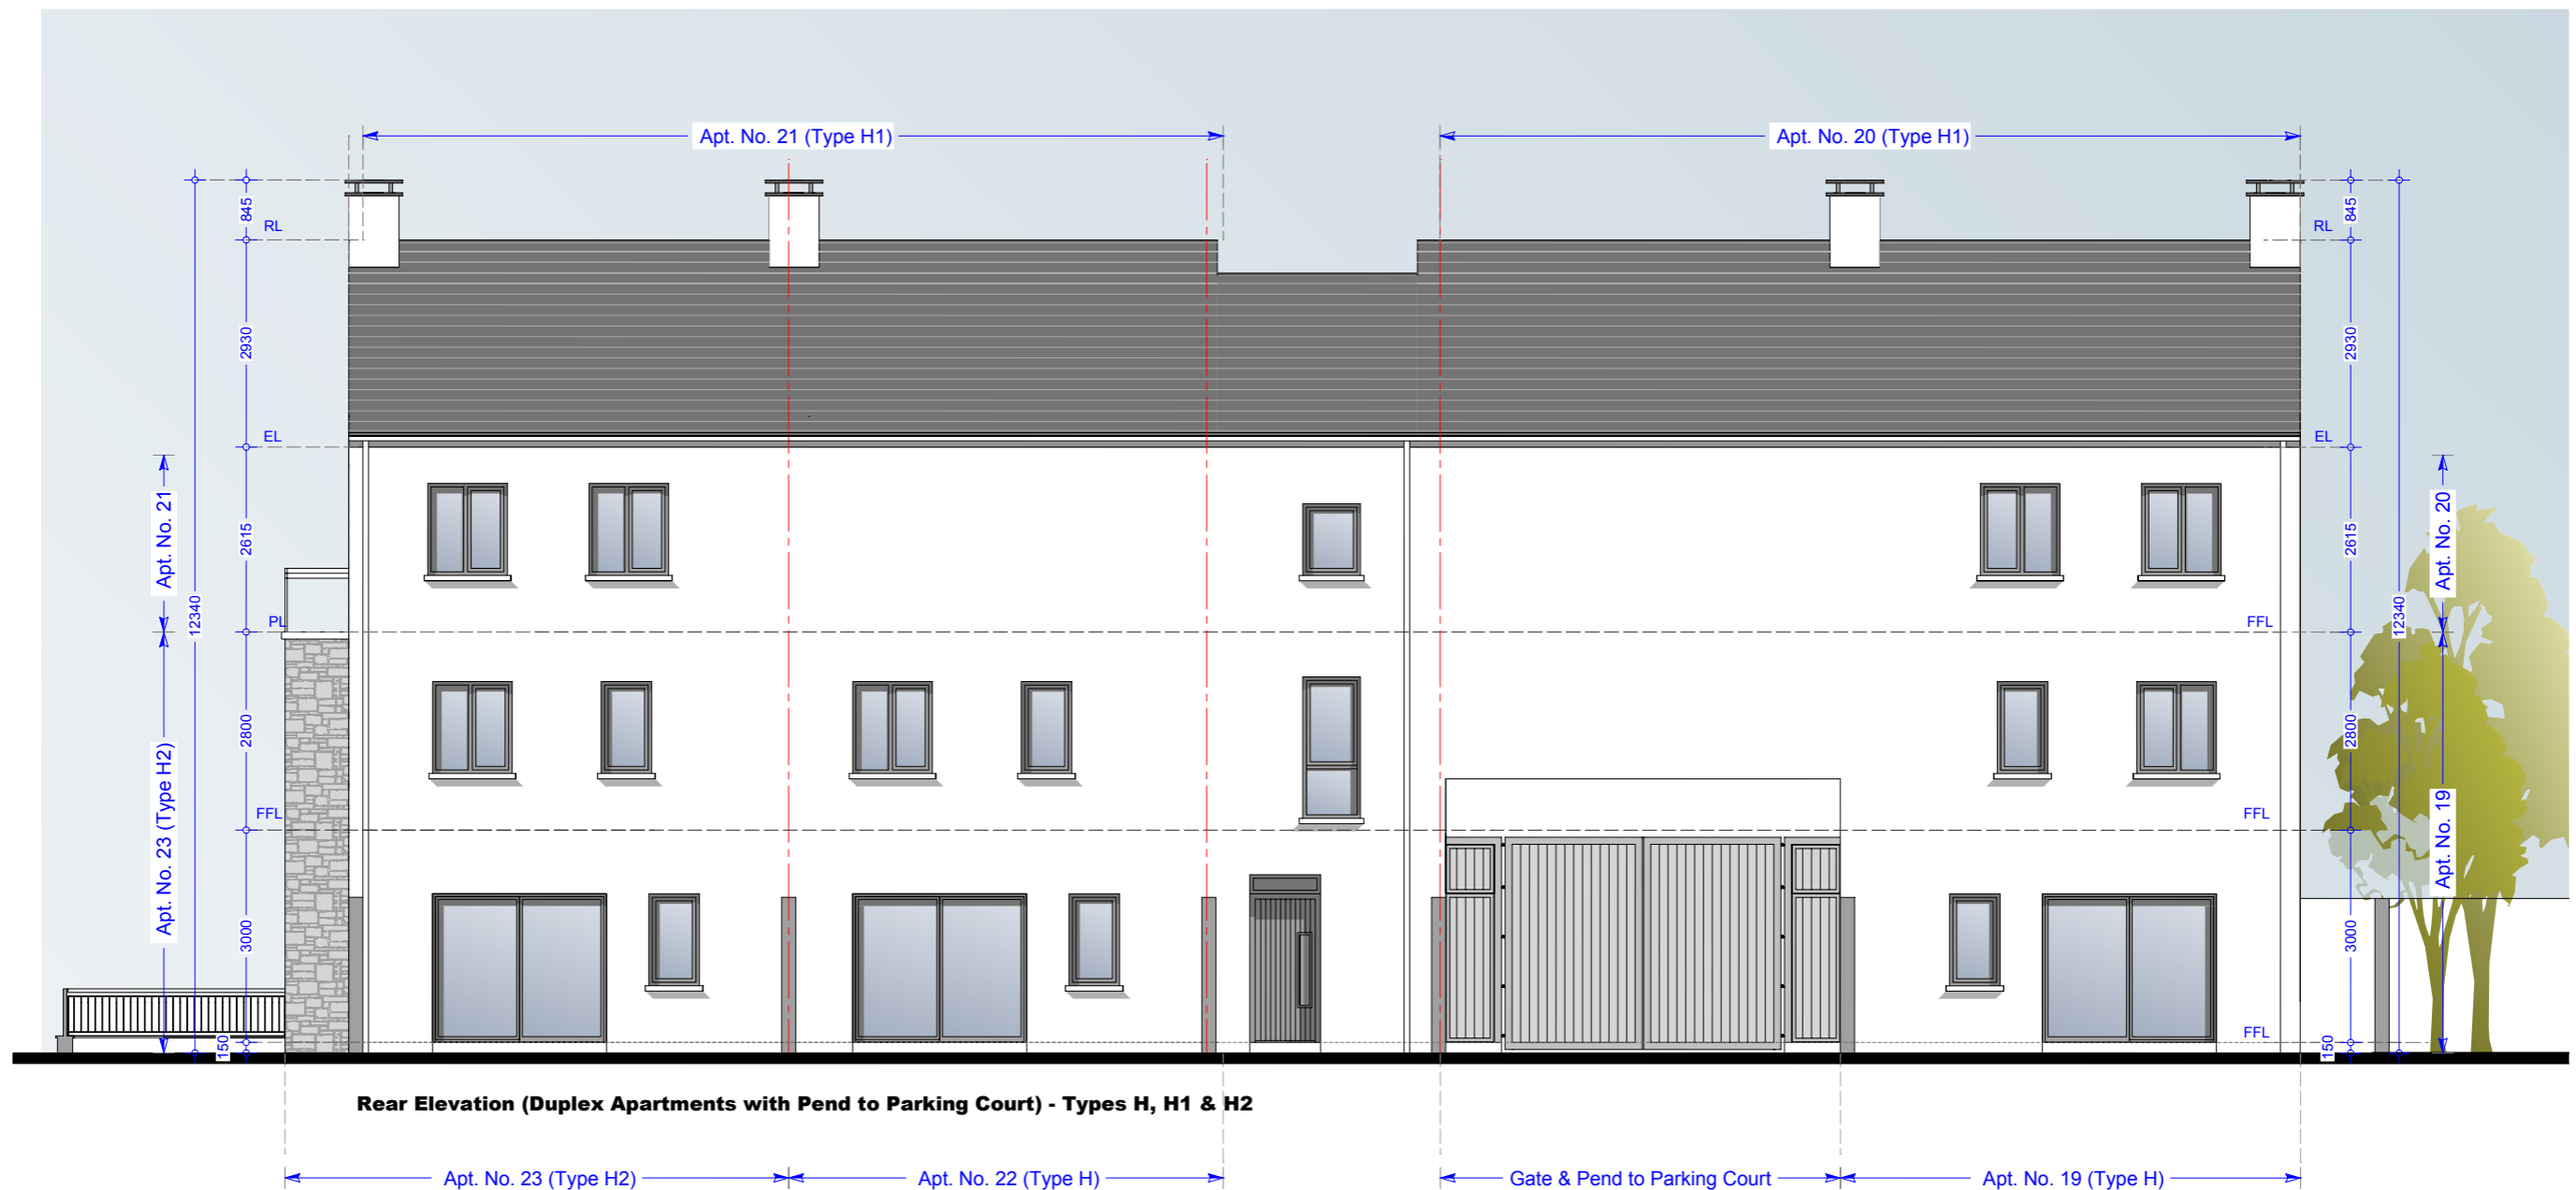 Apt. No. 21 (Type H1)
Apt. No. 20 (Type H1)
845
RL
2930
EL
Apt. No. 21
2615
12340
PL
Apt. No. 23 (Type H2)
2800
FFL
3000
150
RL
845
2930
EL
2615
Apt. No. 20
FFL
12340
2800
FFL
Apt. No. 19
3000
FFL
150
Rear Elevation (Duplex Apartments with Pend to Parking Court) - Types H, H1 & H2
Apt. No. 23 (Type H2)
Apt. No. 22 (Type H)
Gate & Pend to Parking Court
Apt. No. 19 (Type H)